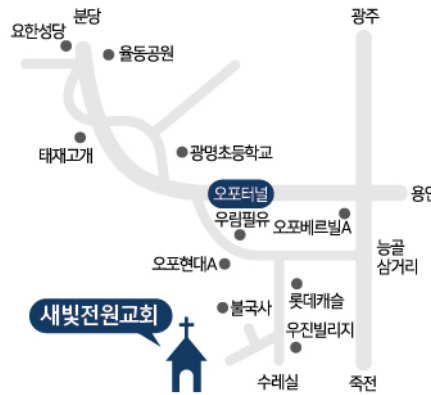 분당
광주
요한성당
율동공원
태재고개
광명초등학교
오포터널
용인
우림필유
오포베르빌A
능골
삼거리
오포현대A
롯데캐슬
불국사
새빛전원교회
우진빌리지
수레실
죽전